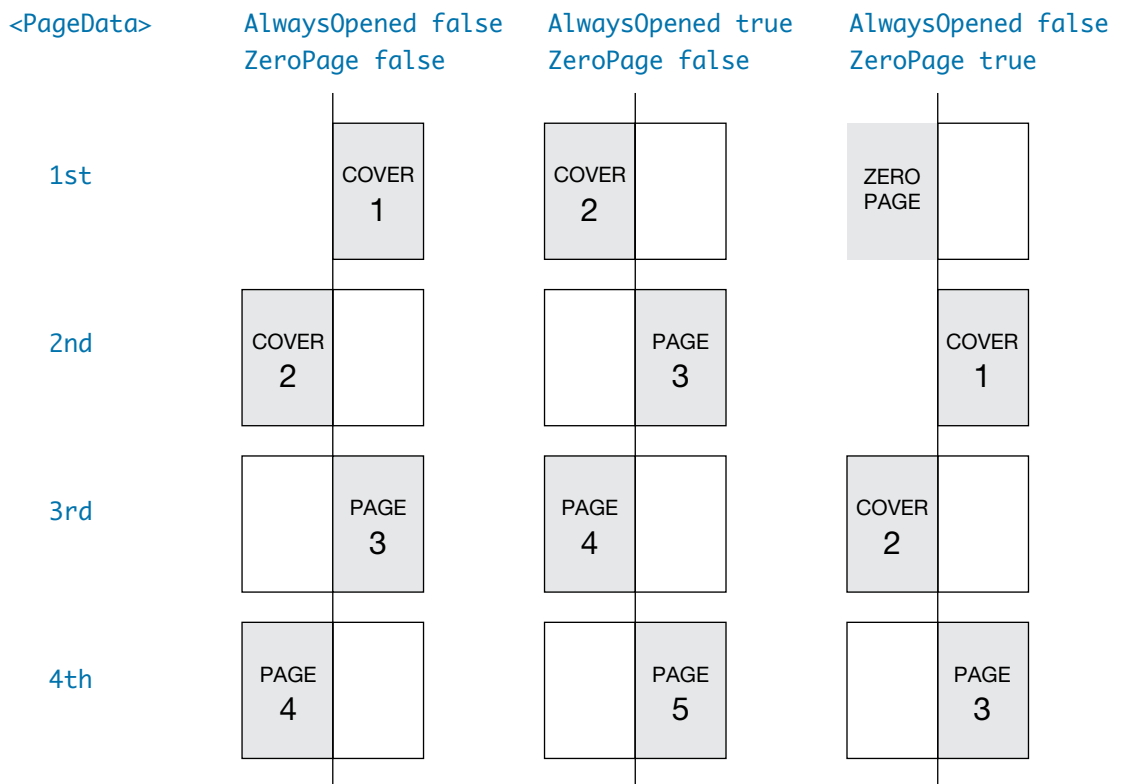 <PageData> AlwaysOpened false AlwaysOpened true AlwaysOpened false
ZeroPage false ZeroPage false ZeroPage true
1st COVER COVER ZERO
1 2 PAGE
2nd COVER PAGE COVER
2 3 1
3rd PAGE PAGE COVER
3 4 2
4th PAGE PAGE PAGE
4 5 3